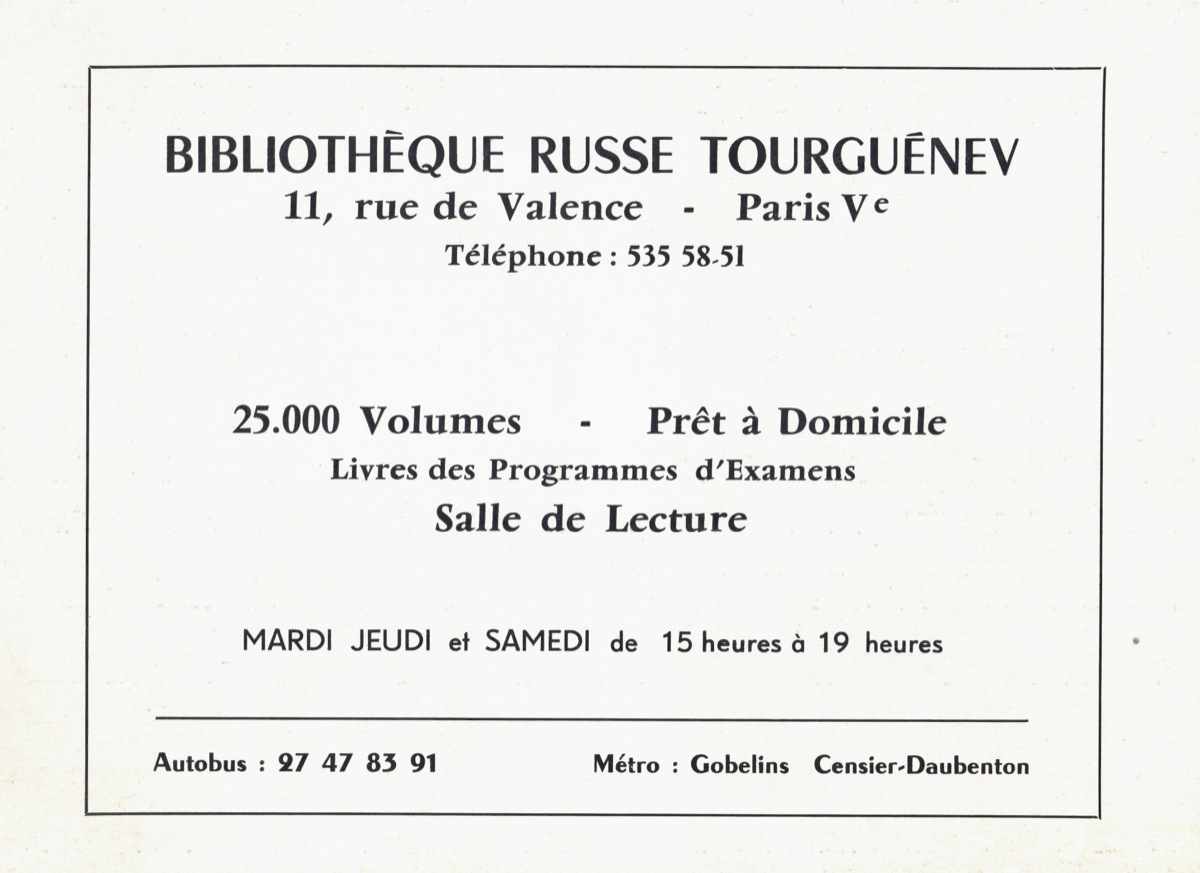 BIBLIOTHÈQUE RUSSE TOURGUÉNEV
11, rue de Valence - Paris Ve
Téléphone : 535 58-51
25.000 Volumes - Prêt à Domicile
Livres des Programmes d'Examens
Salle de Lecture
MARDI JEUDI et SAMEDI de 15 heures à 19 heures
Autobus : 27 47 83 91 Métro : Gobelins Censier-Daubenton